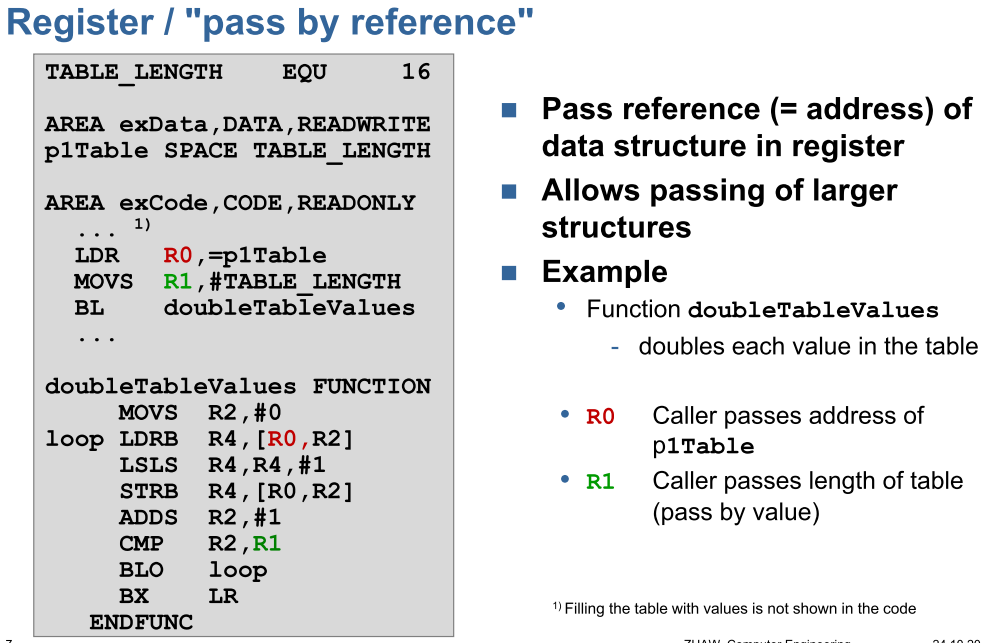 Register / "pass by reference"
TABLE_LENGTH EQU 16
AREA exData,DATA,READWRITE
p1Table SPACE TABLE_LENGTH
AREA exCode,CODE,READONLY
... 1)
LDR R0,=p1Table
MOVS R1,#TABLE_LENGTH
BL doubleTableValues
...
doubleTableValues FUNCTION
MOVS R2,#0
loop LDRB R4,[R0,R2]
LSLS R4,R4,#1
STRB R4,[R0,R2]
ADDS R2,#1
CMP R2,R1
BLO loop
BX LR
ENDFUNC
■ Pass reference (= address) of
data structure in register
■ Allows passing of larger
structures
■ Example
• Function doubleTableValues
- doubles each value in the table
• R0 Caller passes address of
p1Table
• R1 Caller passes length of table
(pass by value)
1) Filling the table with values is not shown in the code